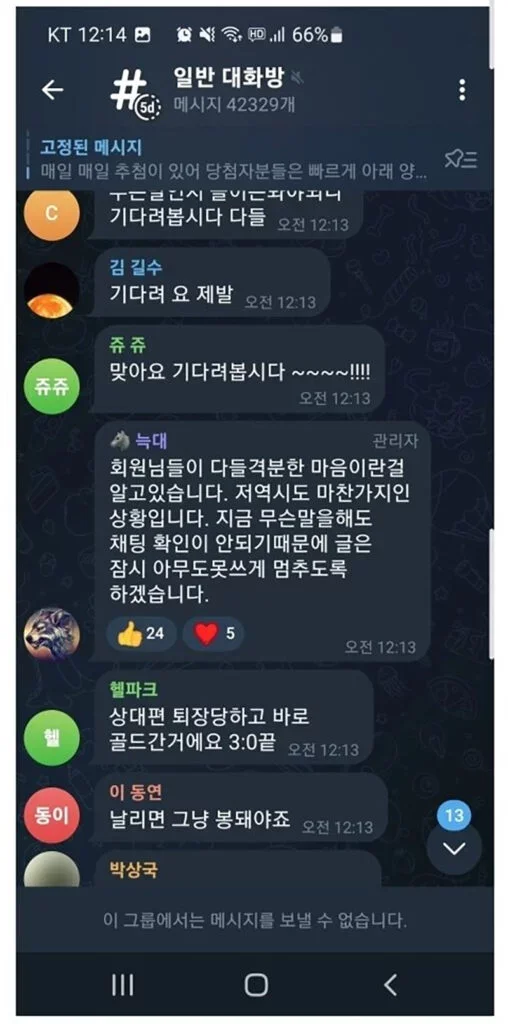 KT 12:14 66%
일반 대화방
5d
메시지 42329개
고정된 메시지
매일 매일 추첨이 있어 당첨자분들은 빠르게 아래 양...
C
기다려봅시다 다들 오전 12:13
김 길수
기다려 요 제발 오전 12:13
쥬 쥬
쥬쥬
맞아요 기다려봅시다 ~~~~!!!!
오전 12:13
늑대 관리자
회원님들이 다들격분한 마음이란걸
알고있습니다. 저역시도 마찬가지인
상황입니다. 지금 무슨말을해도
채팅 확인이 안되기때문에 글은
잠시 아무도못쓰게 멈추도록
하겠습니다.
24 5
오전 12:13
헬파크
헬
상대편 퇴장당하고 바로
골드간거에요 3:0끝 오전 12:13
이 동연
동이
날리면 그냥 봉돼야죠 오전 12:13
13
박상국
이 그룹에서는 메시지를 보낼 수 없습니다.